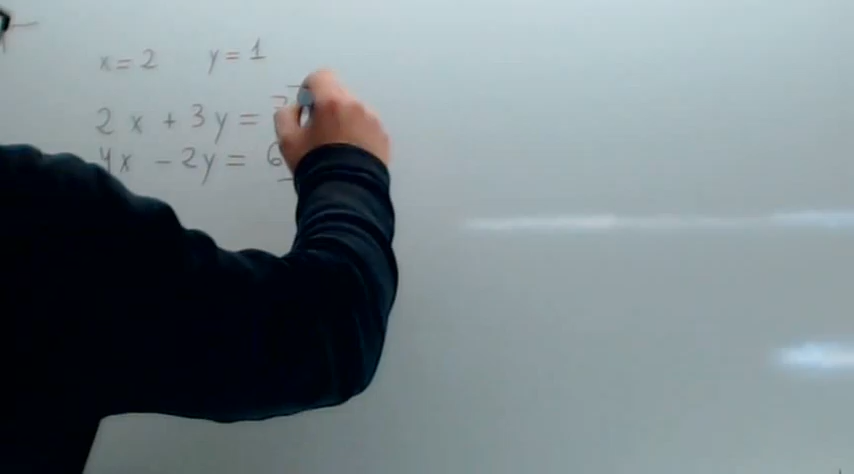 x = 2 y = 1
2x + 3y = 7
4x - 2y = 6